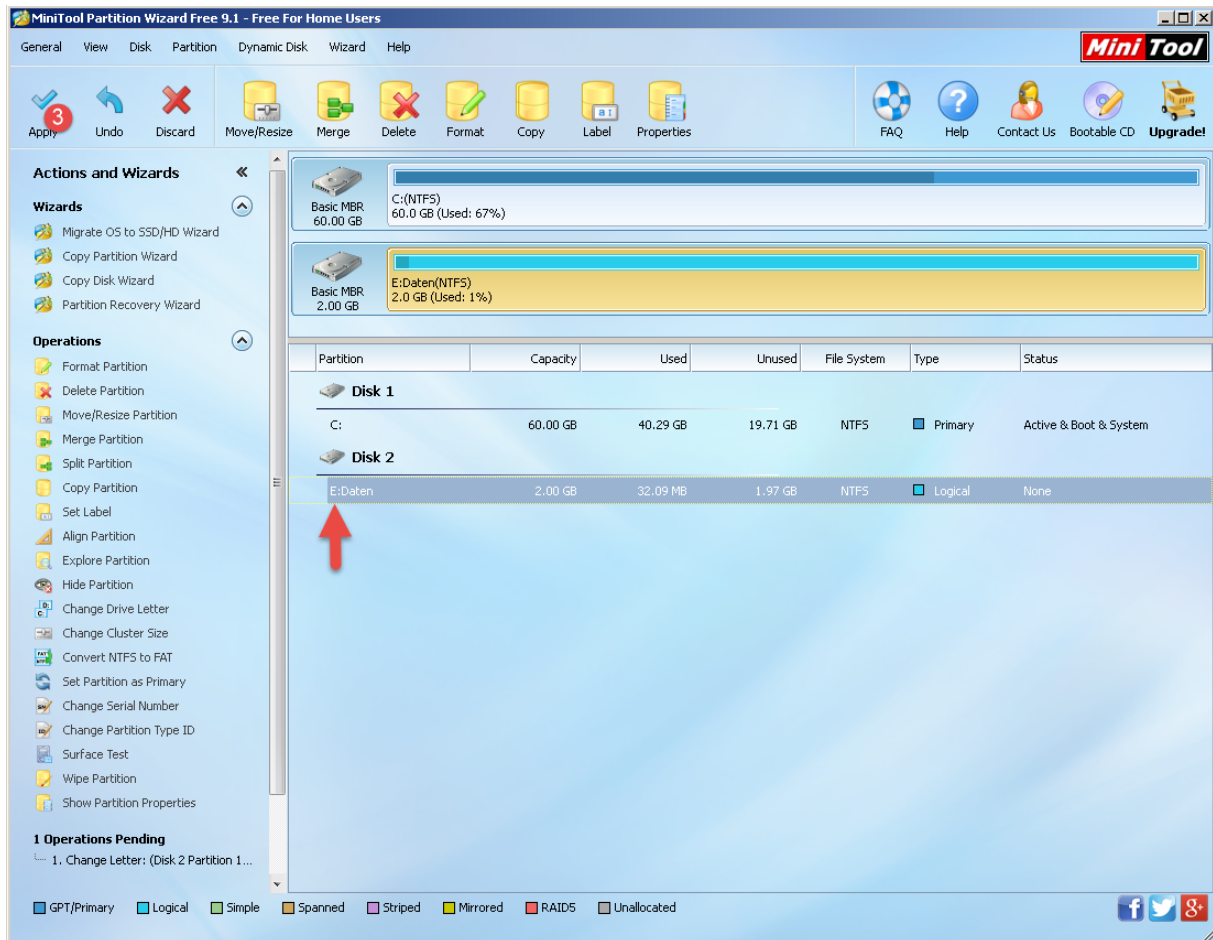 MiniTool Partition Wizard Free 9.1 - Free For Home Users
General View Disk Partition Dynamic Disk Wizard Help
Mini Tool
3
Apply Undo Discard Move/Resize Merge Delete Format Copy Label Properties FAQ Help Contact Us Bootable CD Upgrade!
Actions and Wizards
Wizards
Migrate OS to SSD/HD Wizard
Copy Partition Wizard
Copy Disk Wizard
Partition Recovery Wizard
Operations
Format Partition
Delete Partition
Move/Resize Partition
Merge Partition
Split Partition
Copy Partition
Set Label
Align Partition
Explore Partition
Hide Partition
Change Drive Letter
Change Cluster Size
Convert NTFS to FAT
Set Partition as Primary
Change Serial Number
Change Partition Type ID
Surface Test
Wipe Partition
Show Partition Properties
1 Operations Pending
1. Change Letter: (Disk 2 Partition 1...
Basic MBR
60.00 GB
C:(NTFS)
60.0 GB (Used: 67%)
Basic MBR
2.00 GB
E:Daten(NTFS)
2.0 GB (Used: 1%)
Partition Capacity Used Unused File System Type Status
Disk 1
C: 60.00 GB 40.29 GB 19.71 GB NTFS Primary Active & Boot & System
Disk 2
E:Daten 2.00 GB 32.09 MB 1.97 GB NTFS Logical None
GPT/Primary Logical Simple Spanned Striped Mirrored RAID5 Unallocated